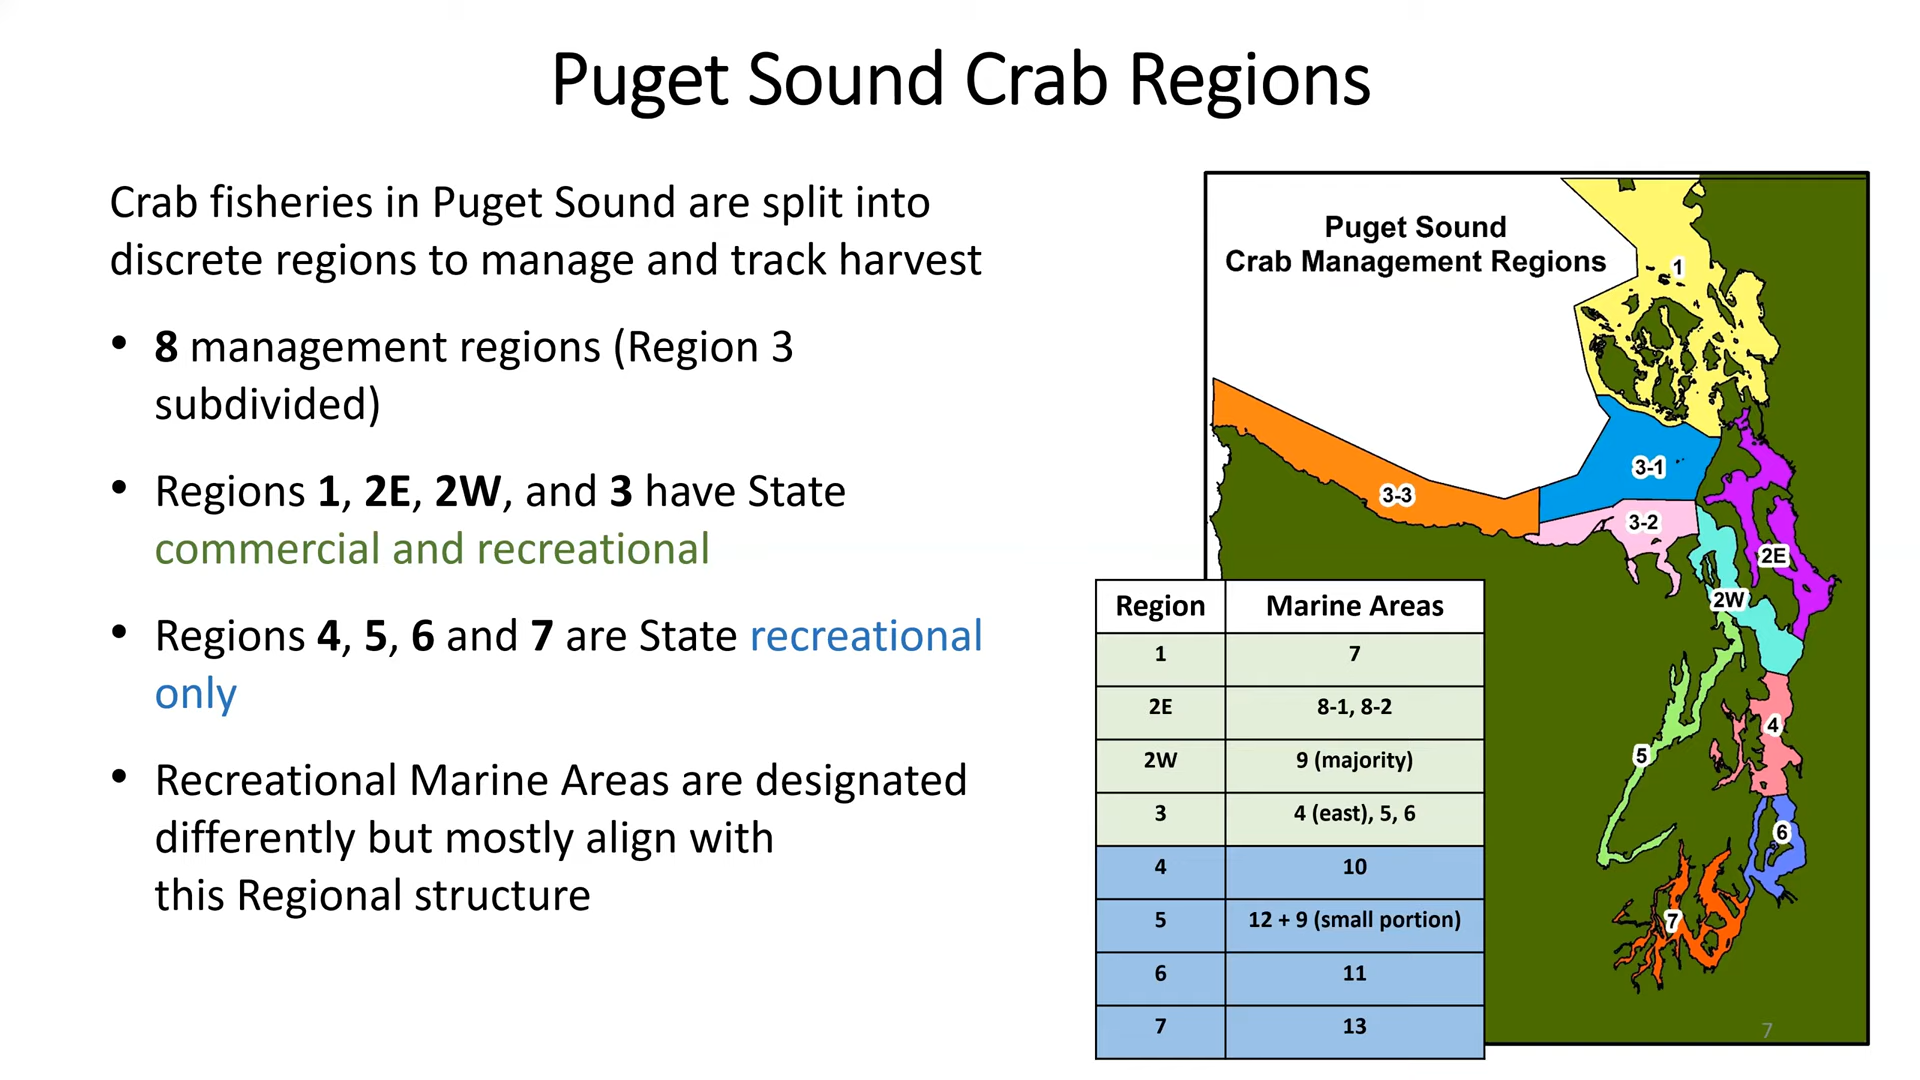 Puget Sound Crab Regions
Crab fisheries in Puget Sound are split into
discrete regions to manage and track harvest
• 8 management regions (Region 3
subdivided)
• Regions 1, 2E, 2W, and 3 have State
commercial and recreational
• Regions 4, 5, 6 and 7 are State recreational
only
• Recreational Marine Areas are designated
differently but mostly align with
this Regional structure
Puget Sound
Crab Management Regions
1
3-1
3-3
3-2
2E
2W
4
5
6
7
Region Marine Areas
1 7
2E 8-1, 8-2
2W 9 (majority)
3 4 (east), 5, 6
4 10
5 12 + 9 (small portion)
6 11
7 13
7